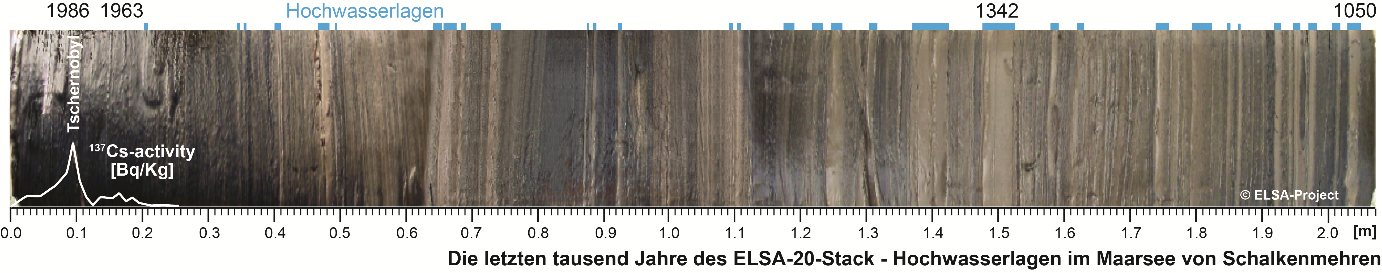 1986 1963 Hochwasserlagen 1342 1050
Tschernobyl
137Cs-activity
[Bq/Kg]
© ELSA-Project
0.0 0.1 0.2 0.3 0.4 0.5 0.6 0.7 0.8 0.9 1.0 1.1 1.2 1.3 1.4 1.5 1.6 1.7 1.8 1.9 2.0 [m]
Die letzten tausend Jahre des ELSA-20-Stack - Hochwasserlagen im Maarsee von Schalkenmehren